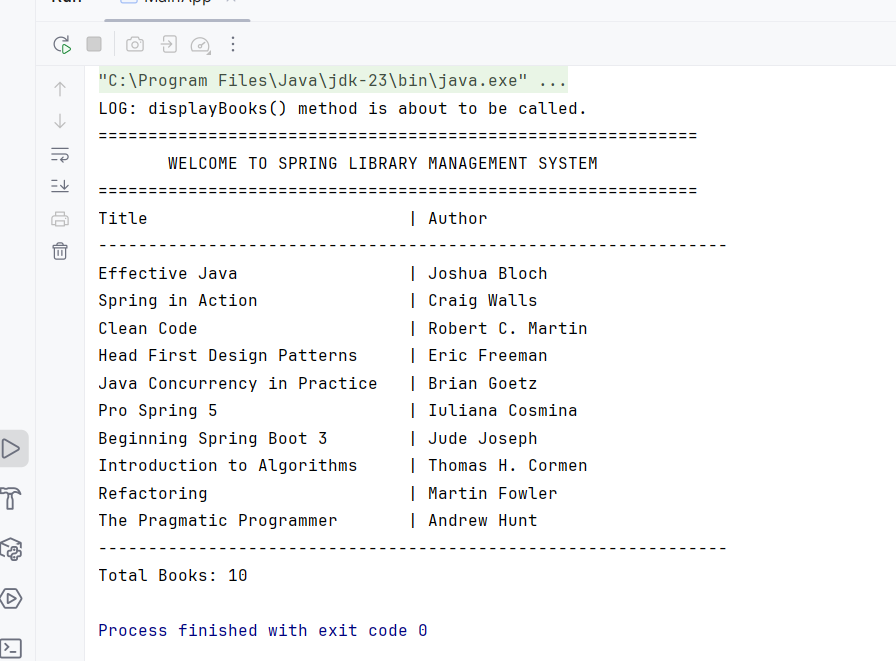 Run MainApp
"C:\Program Files\Java\jdk-23\bin\java.exe" ...
LOG: displayBooks() method is about to be called.
============================================================
       WELCOME TO SPRING LIBRARY MANAGEMENT SYSTEM
============================================================
Title                          | Author
---------------------------------------------------------------
Effective Java                 | Joshua Bloch
Spring in Action               | Craig Walls
Clean Code                     | Robert C. Martin
Head First Design Patterns     | Eric Freeman
Java Concurrency in Practice   | Brian Goetz
Pro Spring 5                   | Iuliana Cosmina
Beginning Spring Boot 3        | Jude Joseph
Introduction to Algorithms     | Thomas H. Cormen
Refactoring                    | Martin Fowler
The Pragmatic Programmer       | Andrew Hunt
---------------------------------------------------------------
Total Books: 10
Process finished with exit code 0